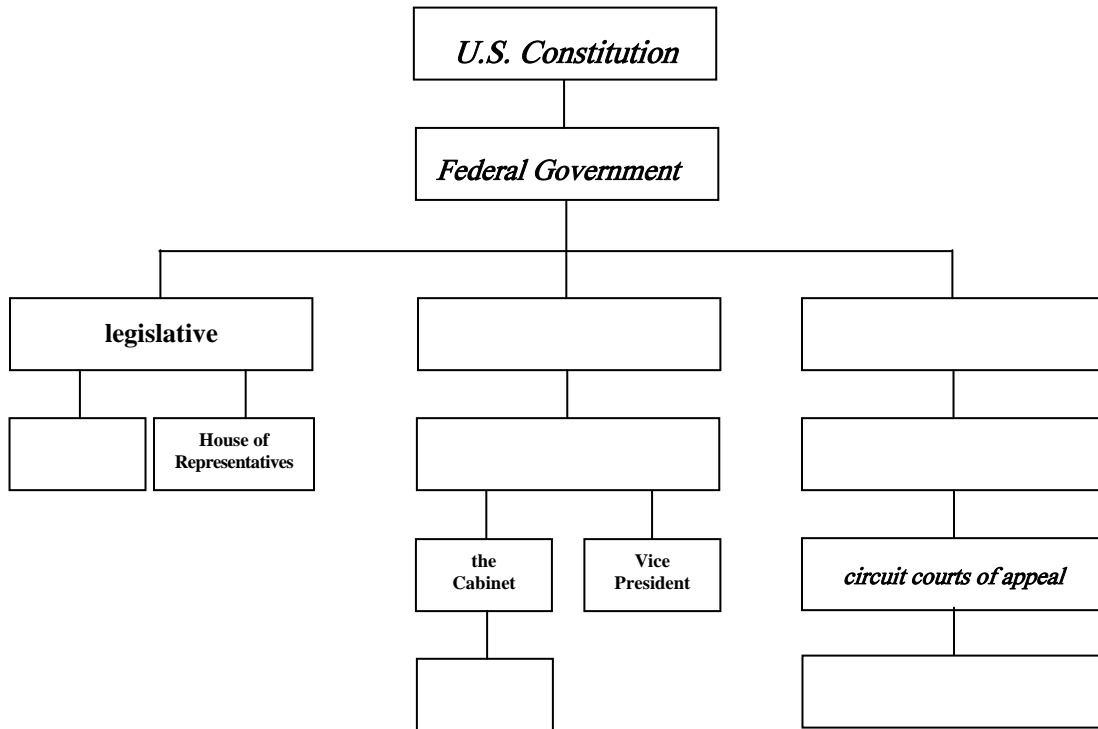 U.S. Constitution
Federal Government
legislative
House of
Representatives
the
Cabinet
Vice
President
circuit courts of appeal